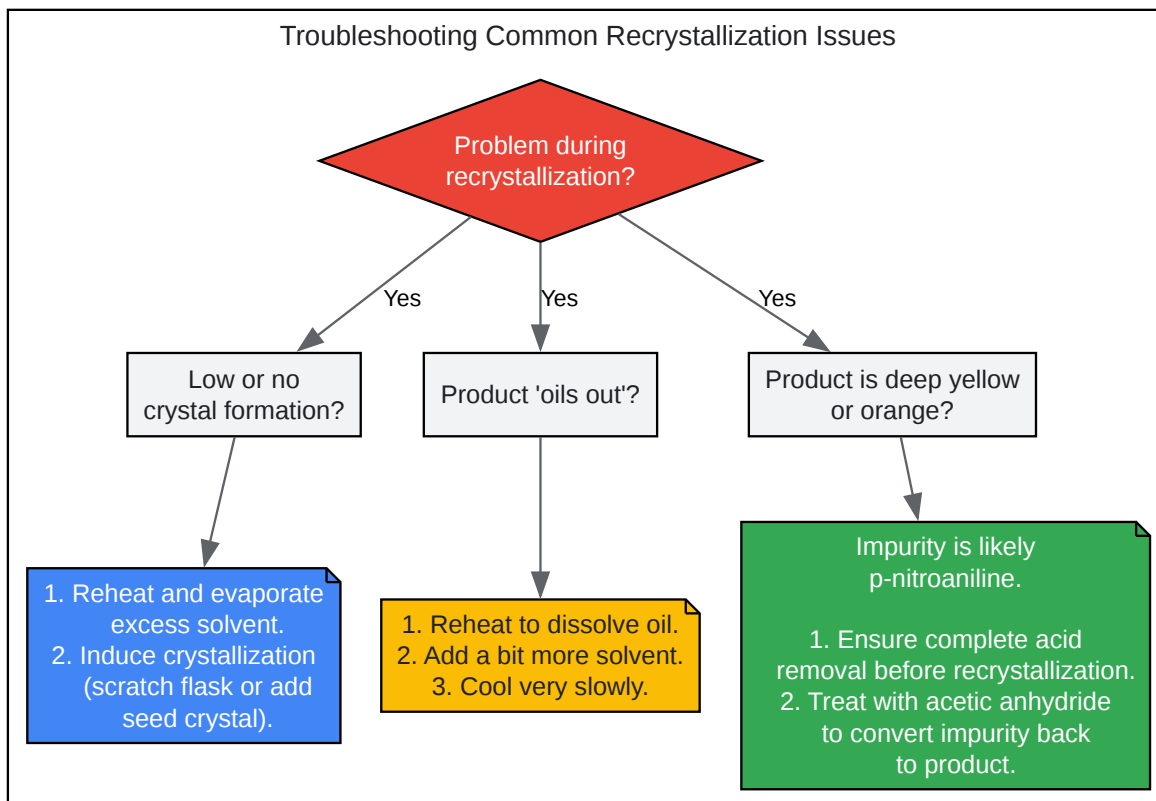 Troubleshooting Common Recrystallization Issues
Problem during
recrystallization?
Yes
Yes
Yes
Low or no
crystal formation?
Product 'oils out'?
Product is deep yellow
or orange?
1. Reheat and evaporate
excess solvent.
2. Induce crystallization
(scratch flask or add
seed crystal).
1. Reheat to dissolve oil.
2. Add a bit more solvent.
3. Cool very slowly.
Impurity is likely
p-nitroaniline.
1. Ensure complete acid
removal before recrystallization.
2. Treat with acetic anhydride
to convert impurity back
to product.